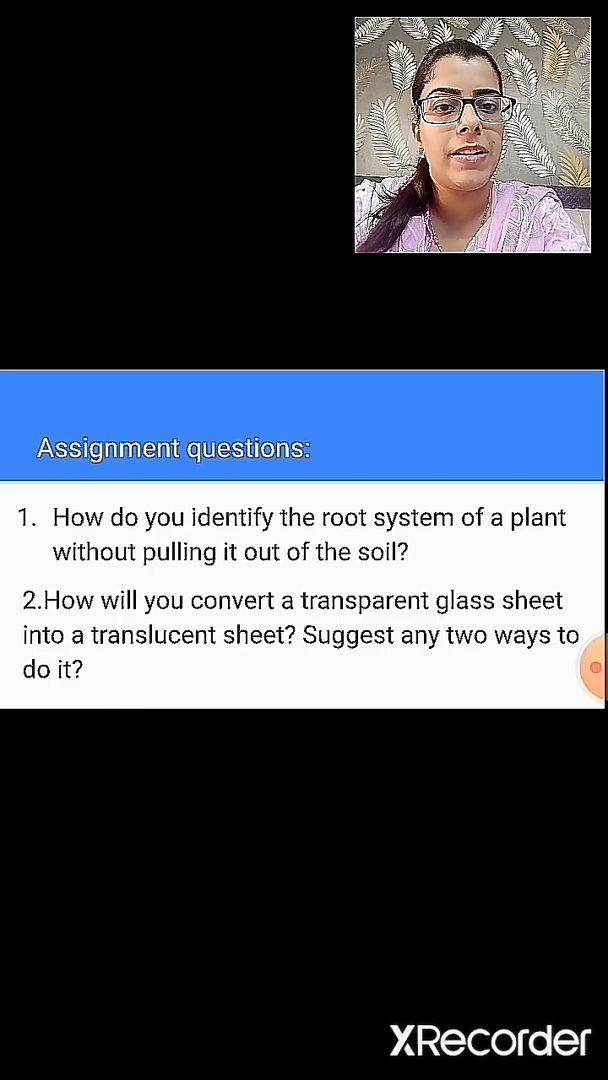 Assignment questions:
1. How do you identify the root system of a plant
without pulling it out of the soil?
2.How will you convert a transparent glass sheet
into a translucent sheet? Suggest any two ways to
do it?
XRecorder